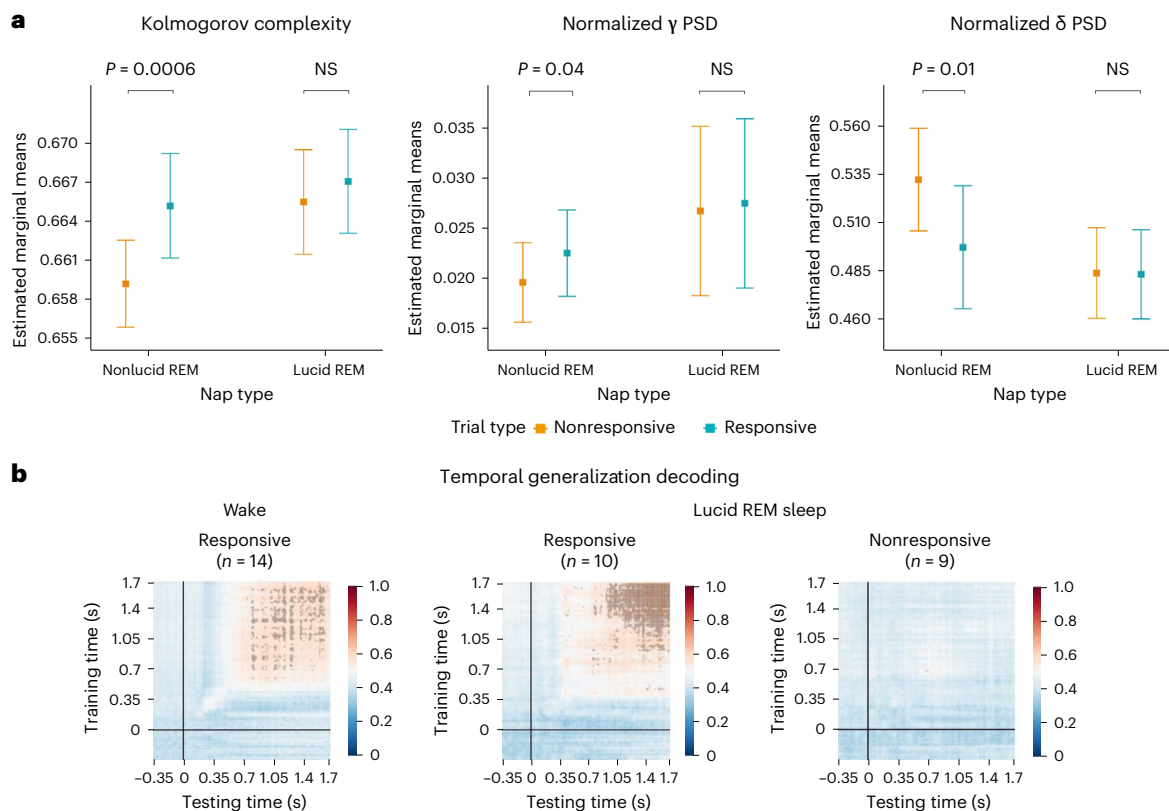 a
Kolmogorov complexity
Normalized γ PSD
Normalized δ PSD
P = 0.0006
NS
P = 0.04
NS
P = 0.01
NS
Estimated marginal means
0.670
0.667
0.664
0.661
0.658
0.655
Nonlucid REM
Lucid REM
Nap type
Estimated marginal means
0.035
0.030
0.025
0.020
0.015
Nonlucid REM
Lucid REM
Nap type
Estimated marginal means
0.560
0.535
0.510
0.485
0.460
Nonlucid REM
Lucid REM
Nap type
Trial type Nonresponsive Responsive
b
Temporal generalization decoding
Wake
Lucid REM sleep
Responsive
(n = 14)
Training time (s)
1.7
1.4
1.05
0.7
0.35
0
−0.35 0 0.35 0.7 1.05 1.4 1.7
Testing time (s)
1.0
0.8
0.6
0.4
0.2
0
Responsive
(n = 10)
Training time (s)
1.7
1.4
1.05
0.7
0.35
0
−0.35 0 0.35 0.7 1.05 1.4 1.7
Testing time (s)
1.0
0.8
0.6
0.4
0.2
0
Nonresponsive
(n = 9)
Training time (s)
1.7
1.4
1.05
0.7
0.35
0
−0.35 0 0.35 0.7 1.05 1.4 1.7
Testing time (s)
1.0
0.8
0.6
0.4
0.2
0